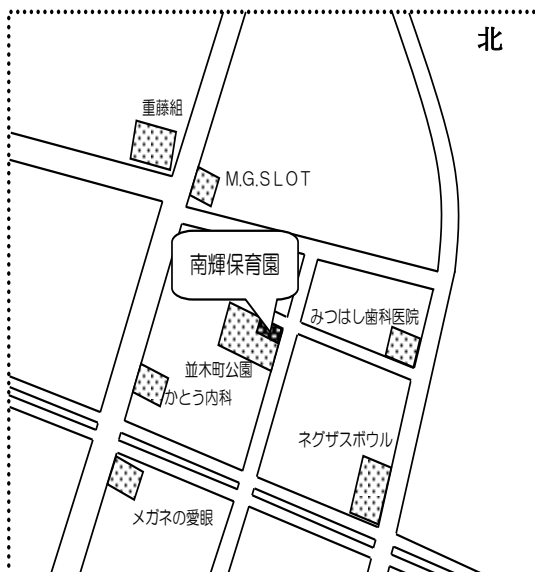 北
重藤組
M.G.SLOT
南輝保育園
みつはし歯科医院
並木町公園
かとう内科
ネグザスボウル
メガネの愛眼